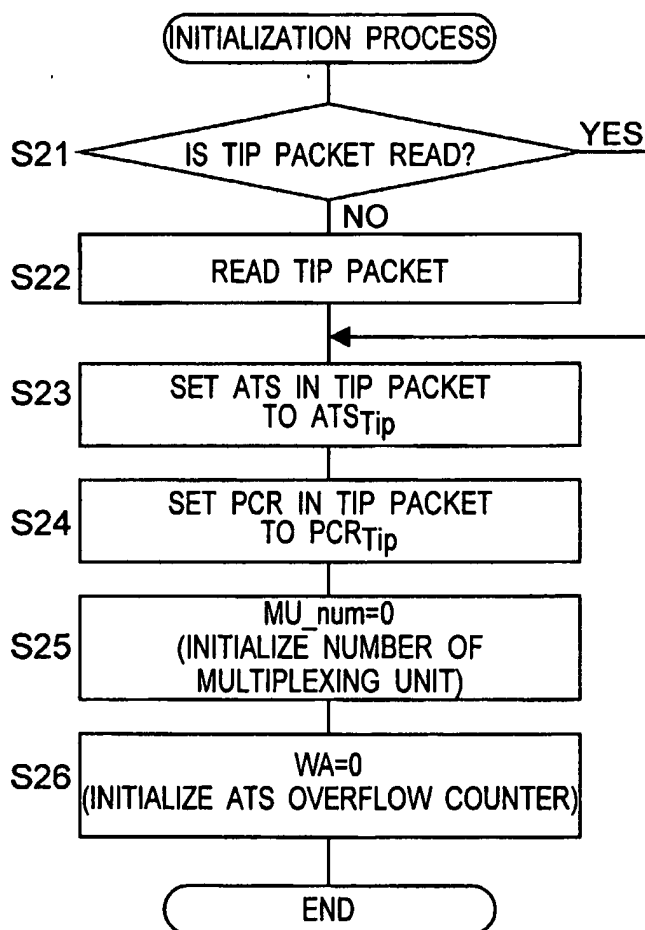 INITIALIZATION PROCESS
S21
IS TIP PACKET READ?
YES
NO
S22
READ TIP PACKET
S23
SET ATS IN TIP PACKET
TO ATSTip
S24
SET PCR IN TIP PACKET
TO PCRTip
S25
MU_num=0
(INITIALIZE NUMBER OF
MULTIPLEXING UNIT)
S26
WA=0
(INITIALIZE ATS OVERFLOW COUNTER)
END